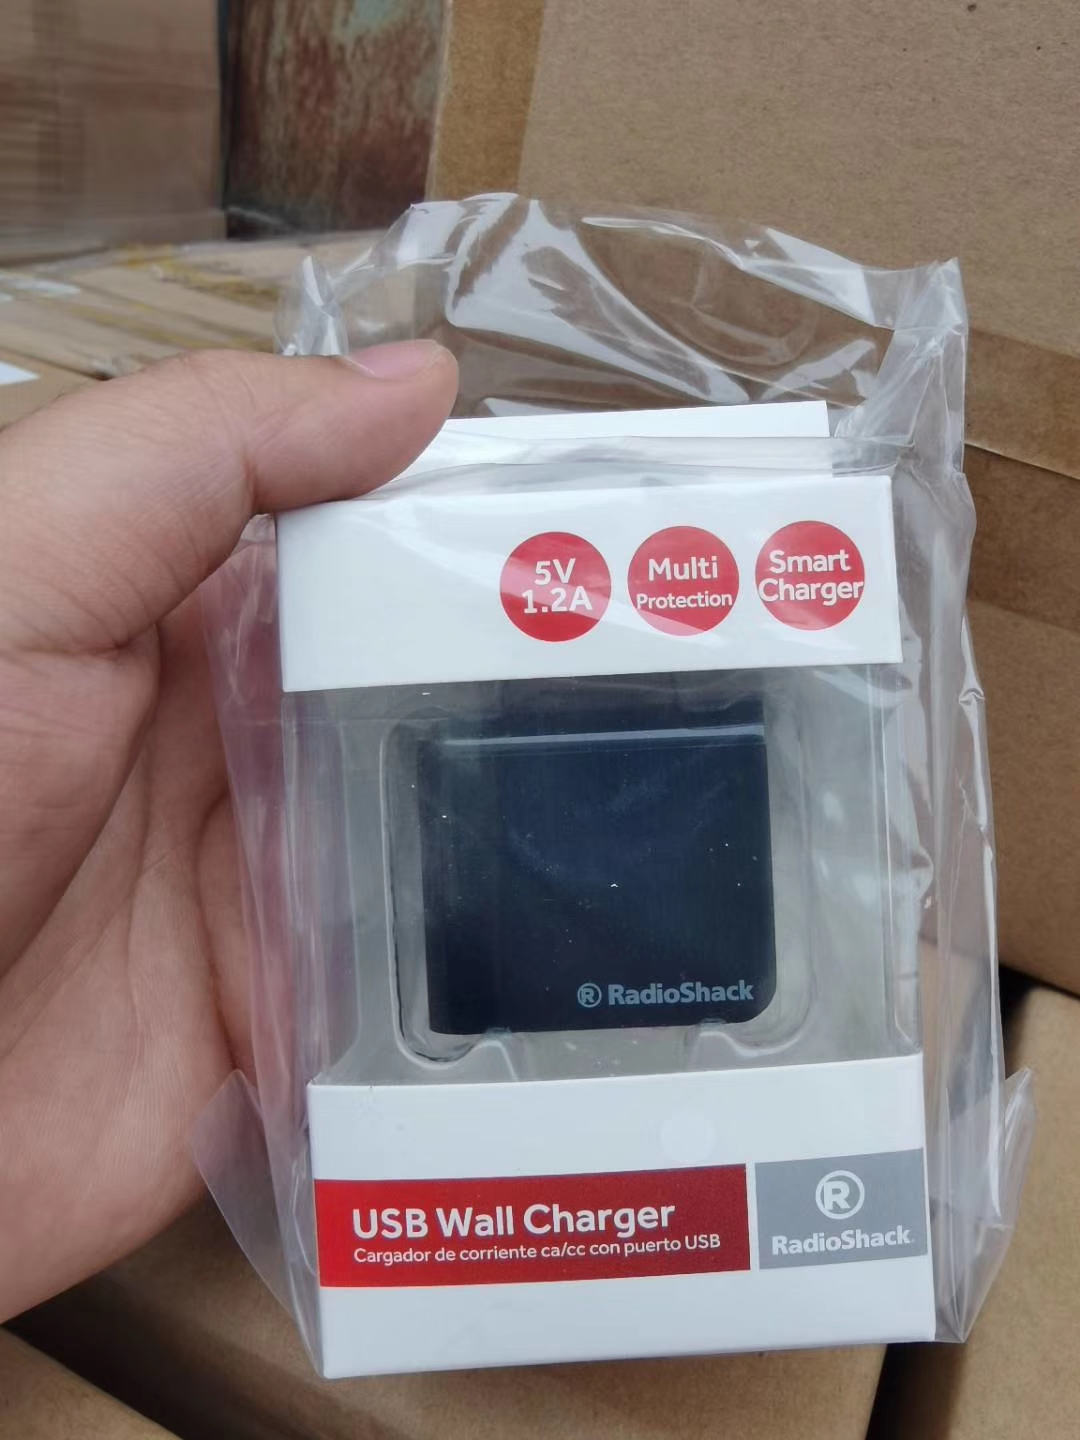 5V
1.2A
Multi
Protection
Smart
Charger
R RadioShack
USB Wall Charger
Cargador de corriente ca/cc con puerto USB
R
RadioShack